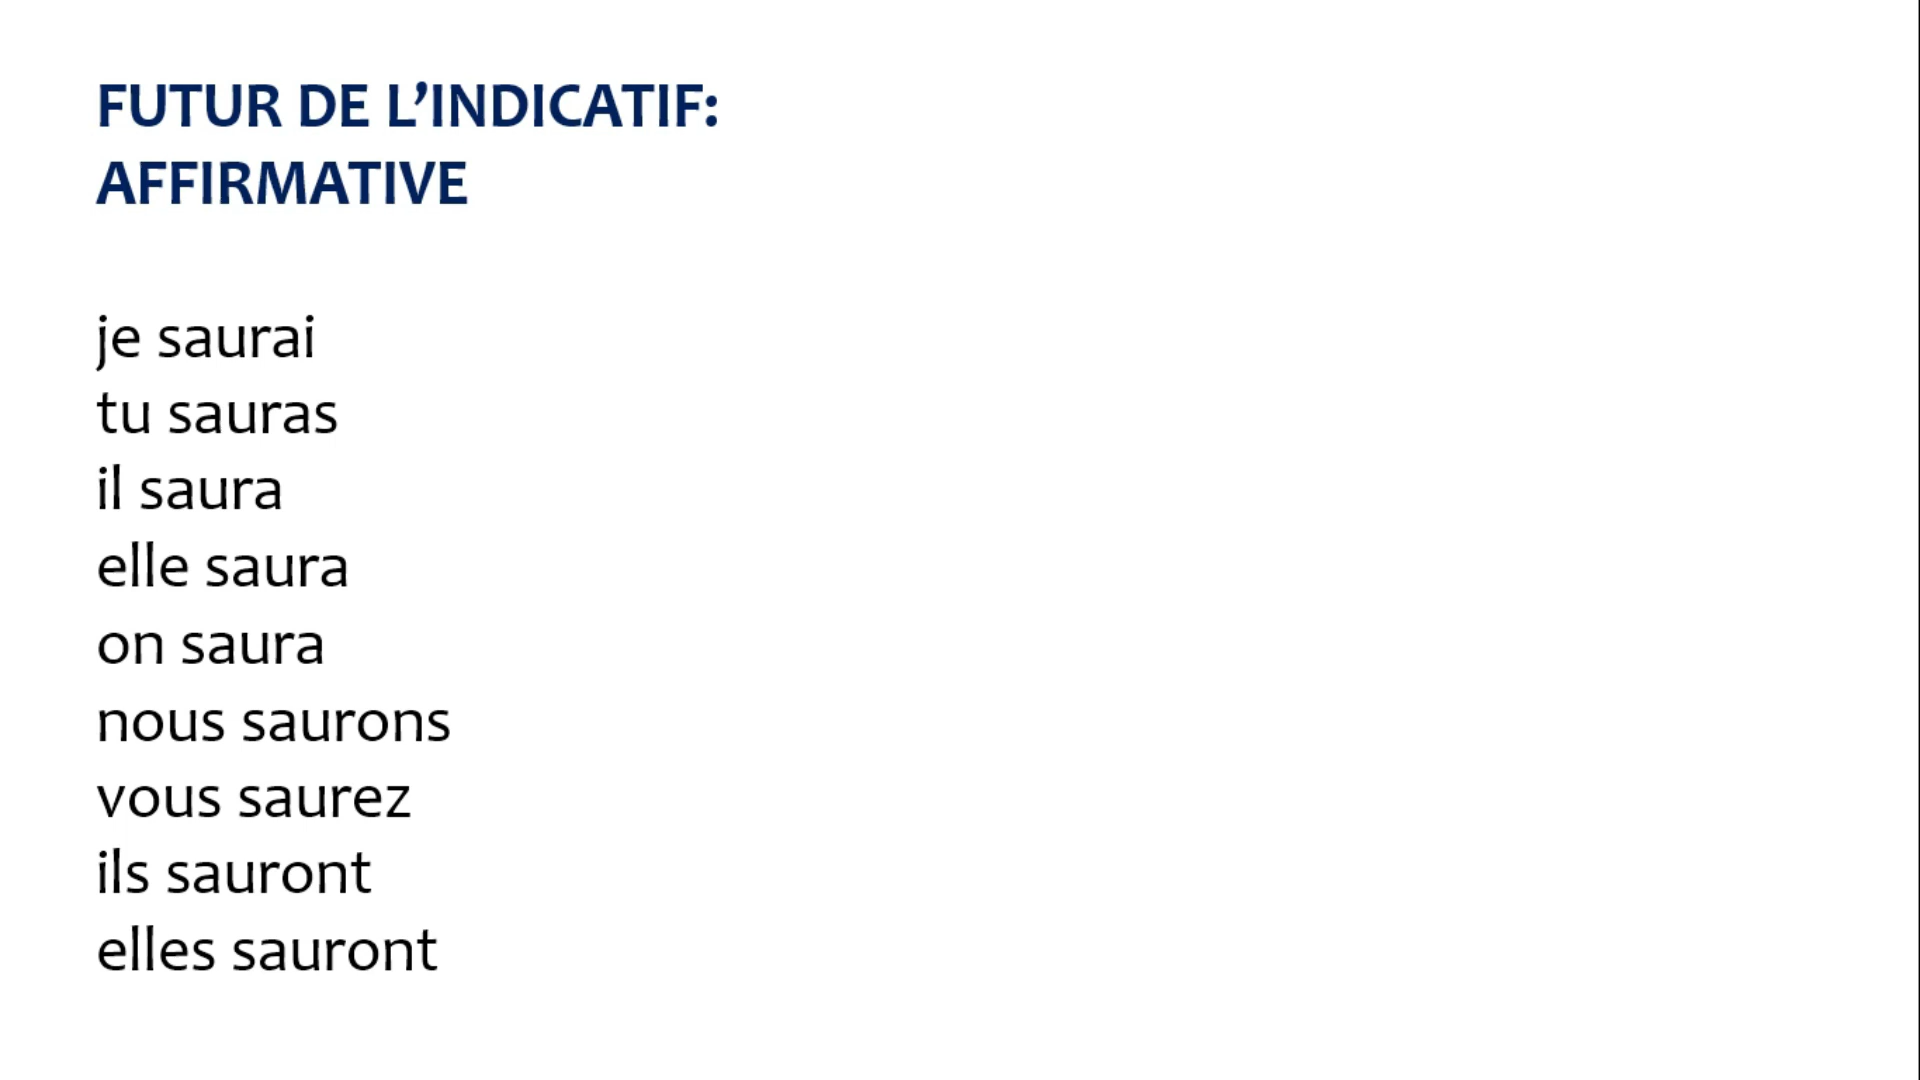 FUTUR DE L’INDICATIF:
AFFIRMATIVE
je saurai
tu sauras
il saura
elle saura
on saura
nous saurons
vous saurez
ils sauront
elles sauront